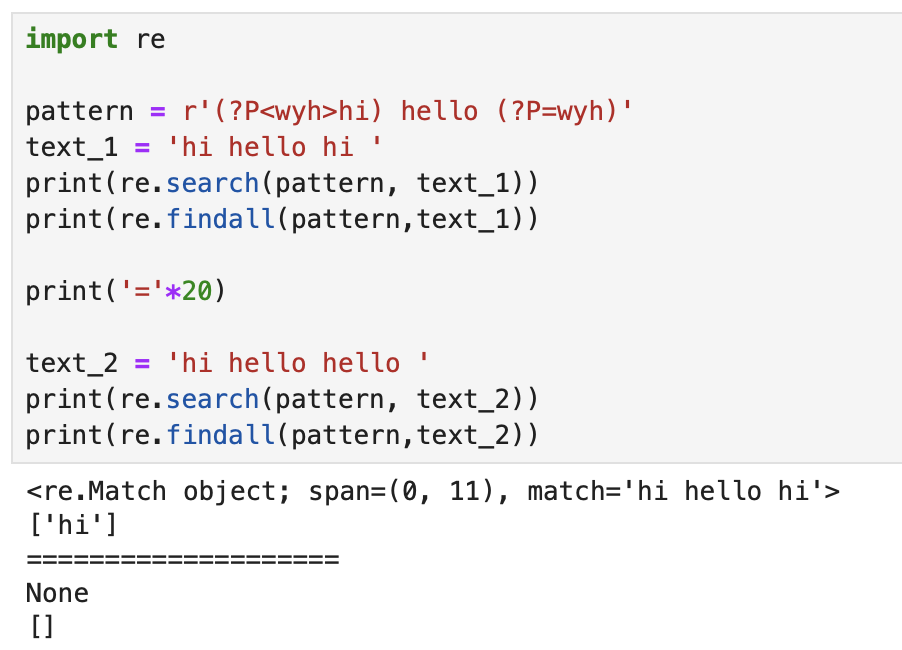 import re
pattern = r'(?P<wyh>hi) hello (?P=wyh)'
text_1 = 'hi hello hi '
print(re.search(pattern, text_1))
print(re.findall(pattern,text_1))
print('='*20)
text_2 = 'hi hello hello '
print(re.search(pattern, text_2))
print(re.findall(pattern,text_2))
<re.Match object; span=(0, 11), match='hi hello hi'>
['hi']
====================
None
[]